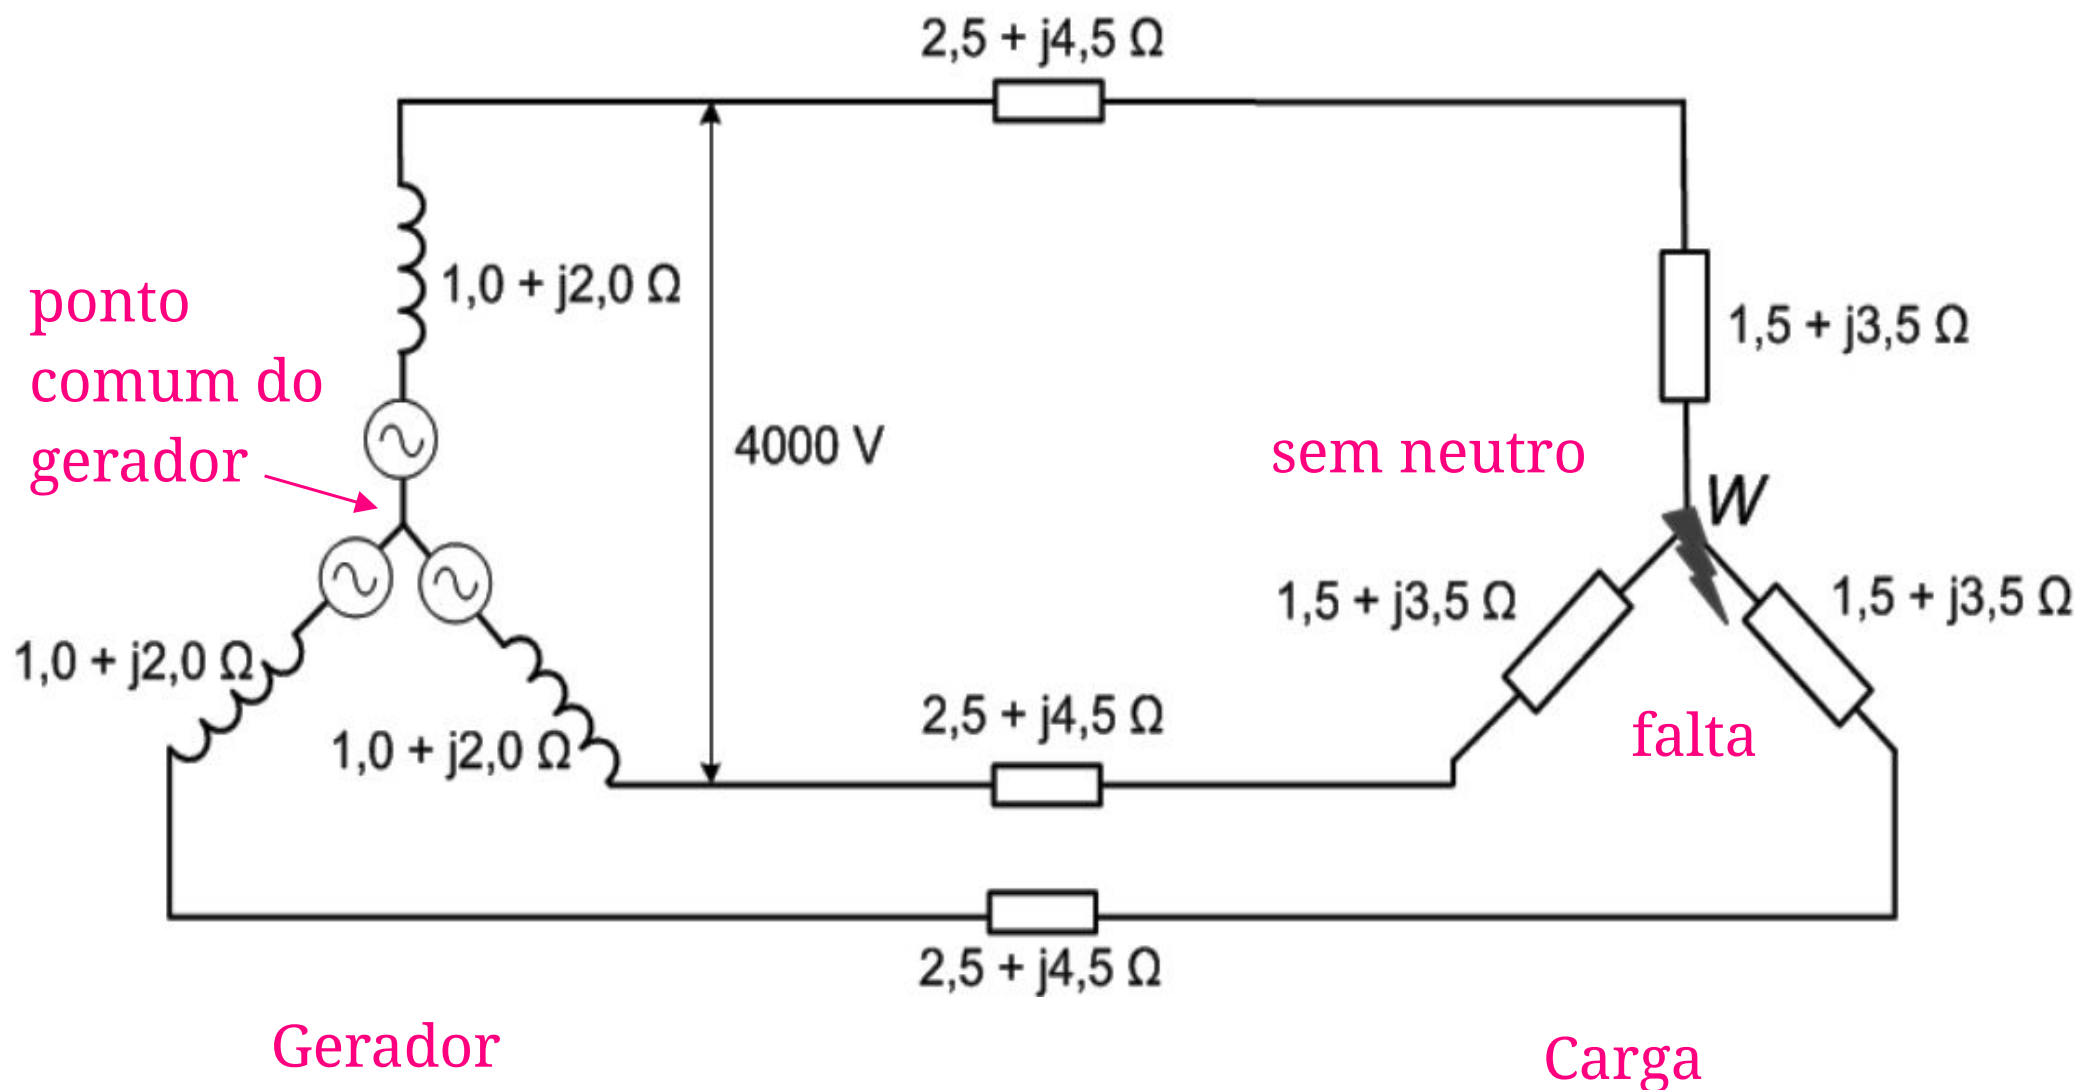 2,5 + j4,5 Ω
1,0 + j2,0 Ω
ponto
comum do
gerador
4000 V
1,5 + j3,5 Ω
sem neutro
W
1,5 + j3,5 Ω
1,5 + j3,5 Ω
1,0 + j2,0 Ω
1,0 + j2,0 Ω
2,5 + j4,5 Ω
falta
2,5 + j4,5 Ω
Gerador
Carga